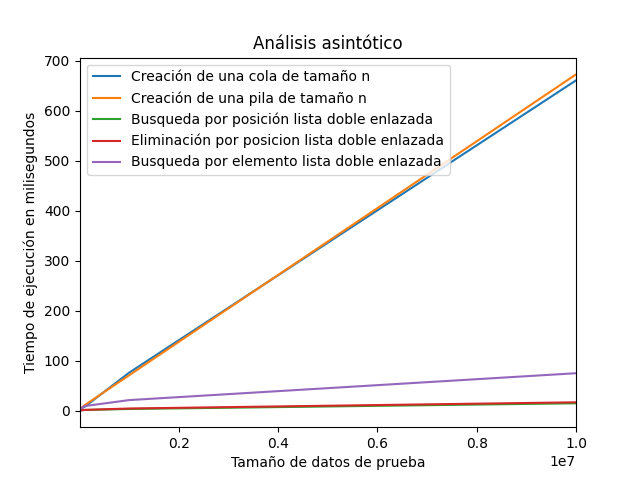 Análisis asintótico
700
600
500
400
300
200
100
0
Tiempo de ejecución en milisegundos
Creación de una cola de tamaño n
Creación de una pila de tamaño n
Busqueda por posición lista doble enlazada
Eliminación por posicion lista doble enlazada
Busqueda por elemento lista doble enlazada
0.2 0.4 0.6 0.8 1.0
1e7
Tamaño de datos de prueba